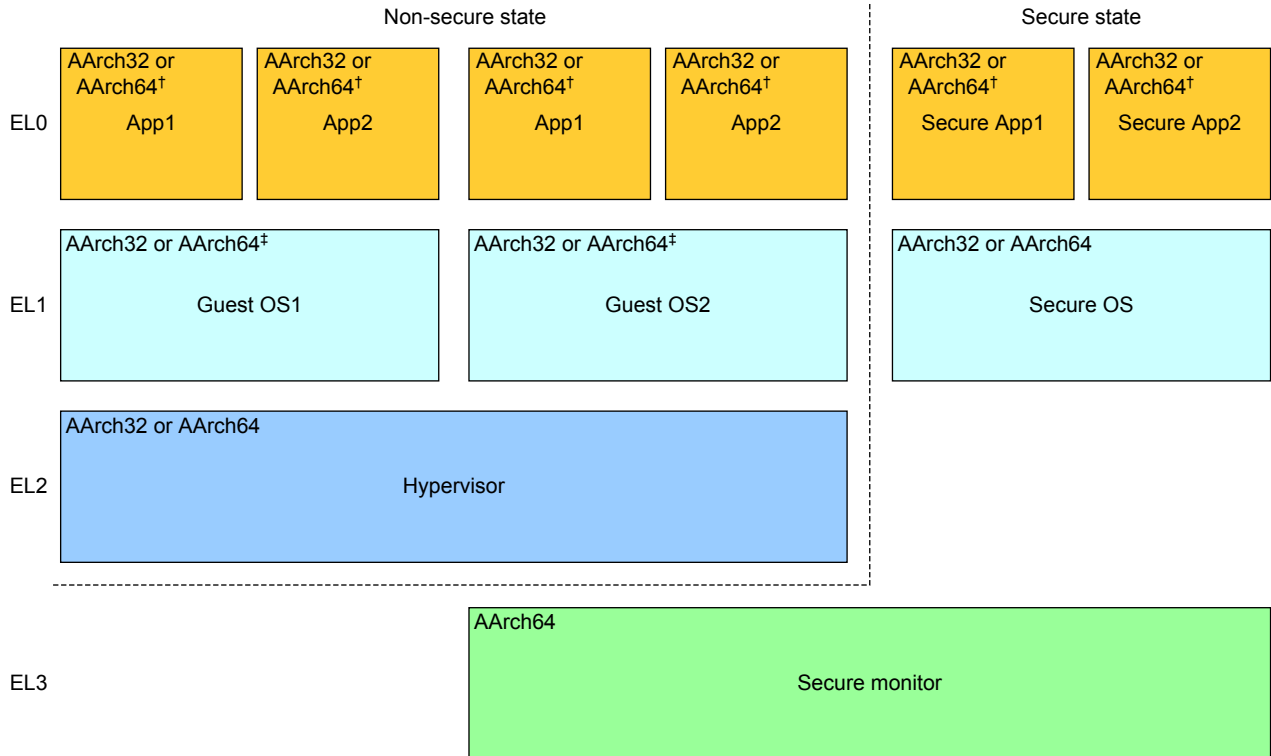 Non-secure state
Secure state
AArch32 or
AArch64†
App1
AArch32 or
AArch64†
App2
AArch32 or
AArch64†
App1
AArch32 or
AArch64†
App2
AArch32 or
AArch64†
Secure App1
AArch32 or
AArch64†
Secure App2
EL0
AArch32 or AArch64‡
Guest OS1
AArch32 or AArch64‡
Guest OS2
AArch32 or AArch64
Secure OS
EL1
AArch32 or AArch64
Hypervisor
EL2
AArch64
Secure monitor
EL3